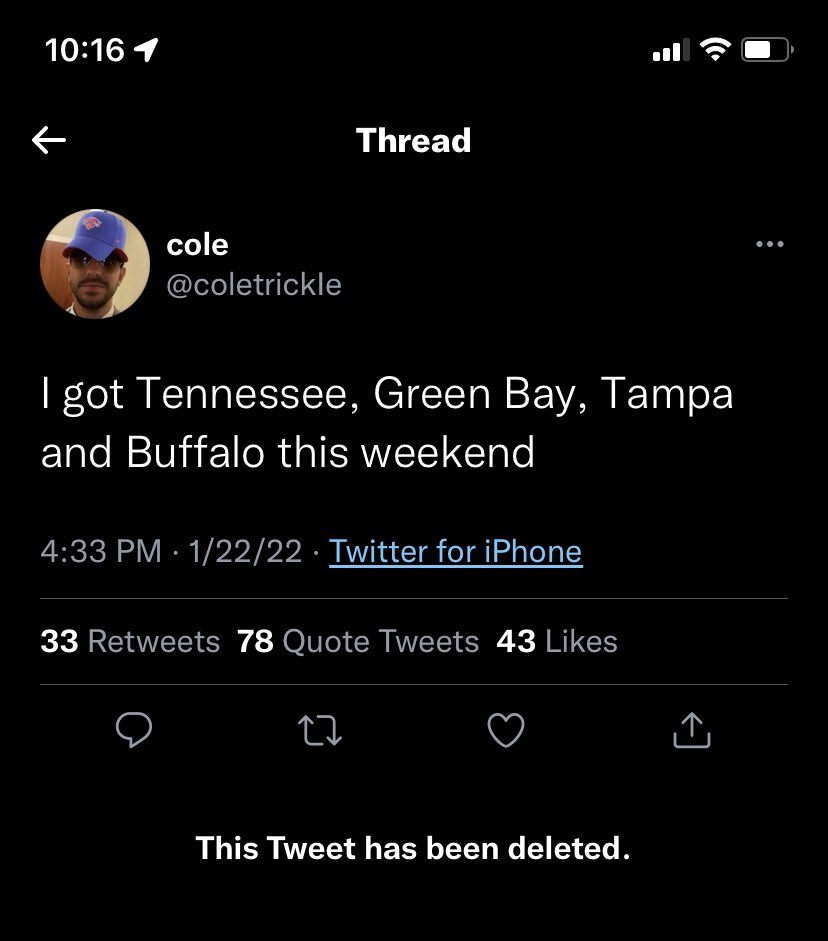 10:16
Thread
cole
@coletrickle
I got Tennessee, Green Bay, Tampa
and Buffalo this weekend
4:33 PM · 1/22/22 · Twitter for iPhone
33 Retweets 78 Quote Tweets 43 Likes
This Tweet has been deleted.